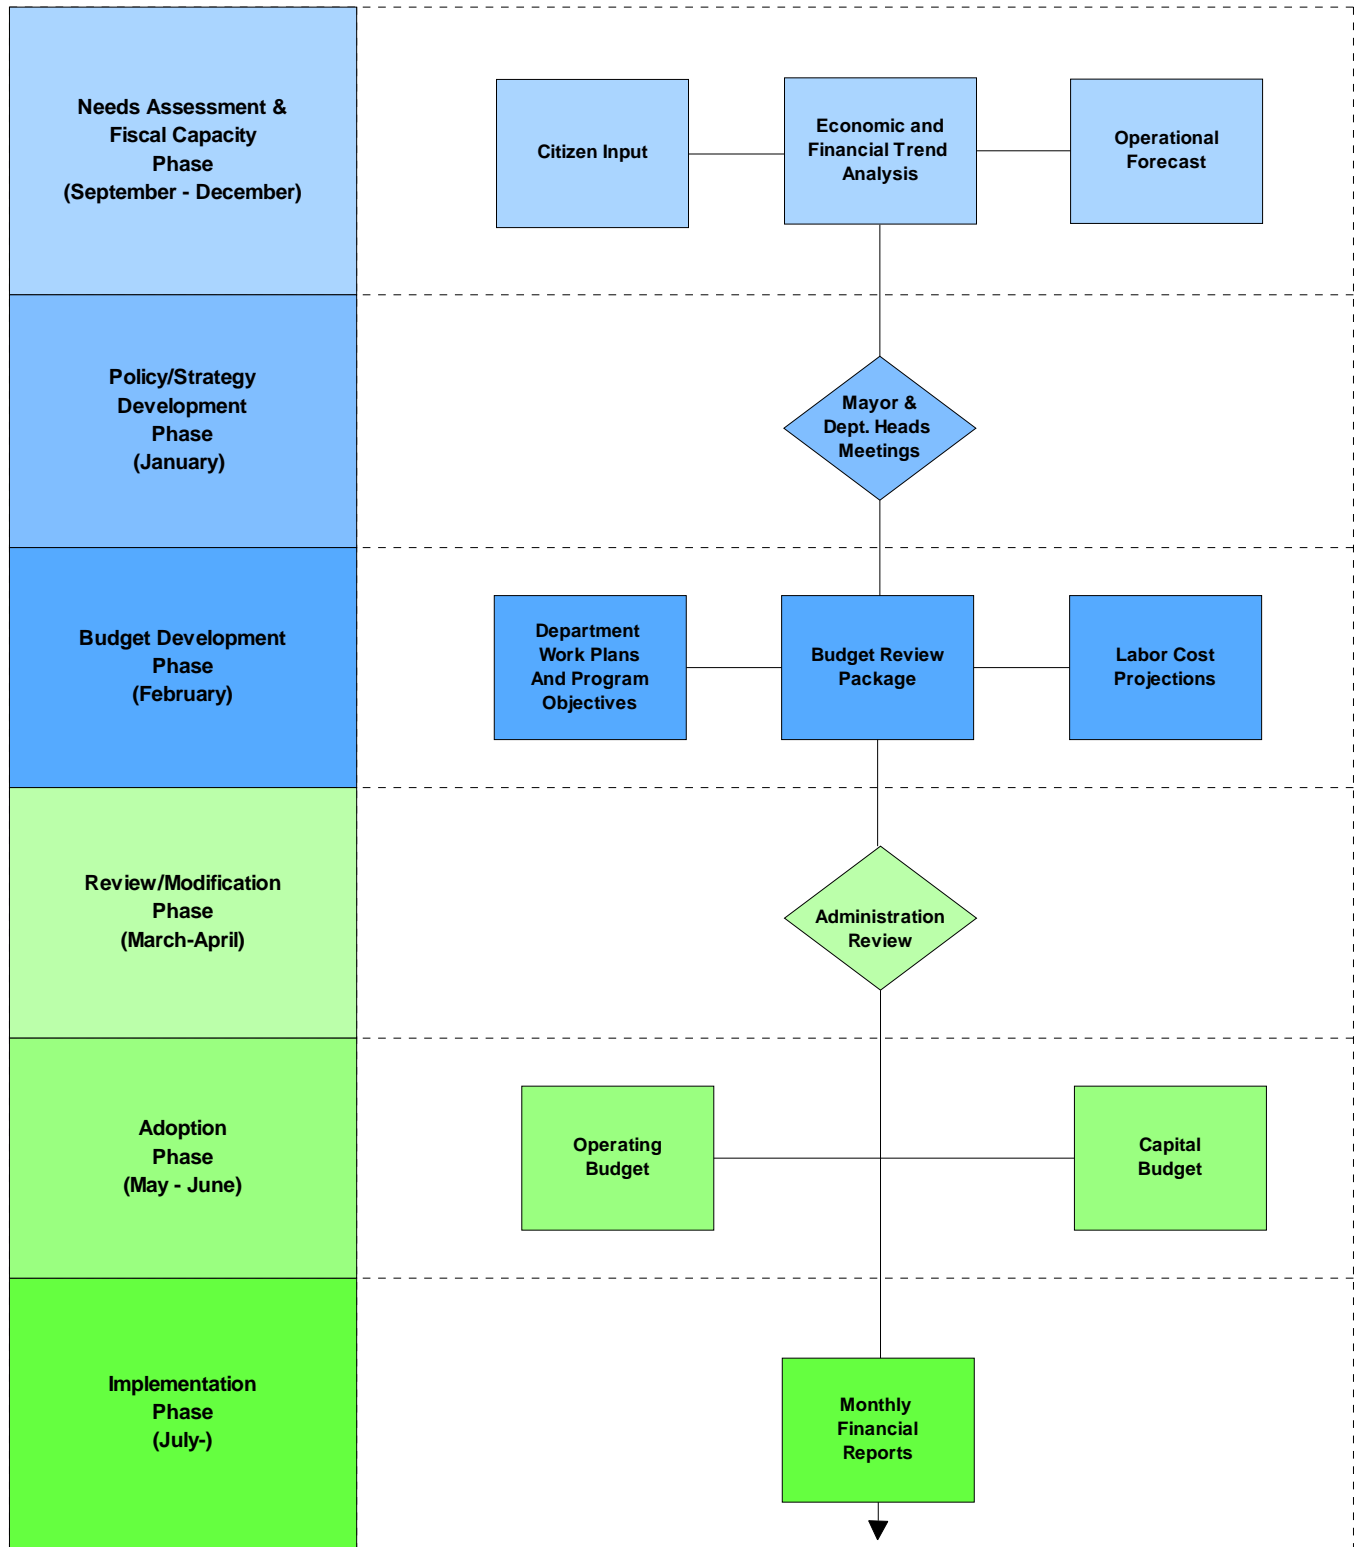 Needs Assessment &
Fiscal Capacity
Phase
(September - December)
Citizen Input
Economic and
Financial Trend
Analysis
Operational
Forecast
Policy/Strategy
Development
Phase
(January)
Mayor &
Dept. Heads
Meetings
Budget Development
Phase
(February)
Department
Work Plans
And Program
Objectives
Budget Review
Package
Labor Cost
Projections
Review/Modification
Phase
(March-April)
Administration
Review
Adoption
Phase
(May - June)
Operating
Budget
Capital
Budget
Implementation
Phase
(July-)
Monthly
Financial
Reports